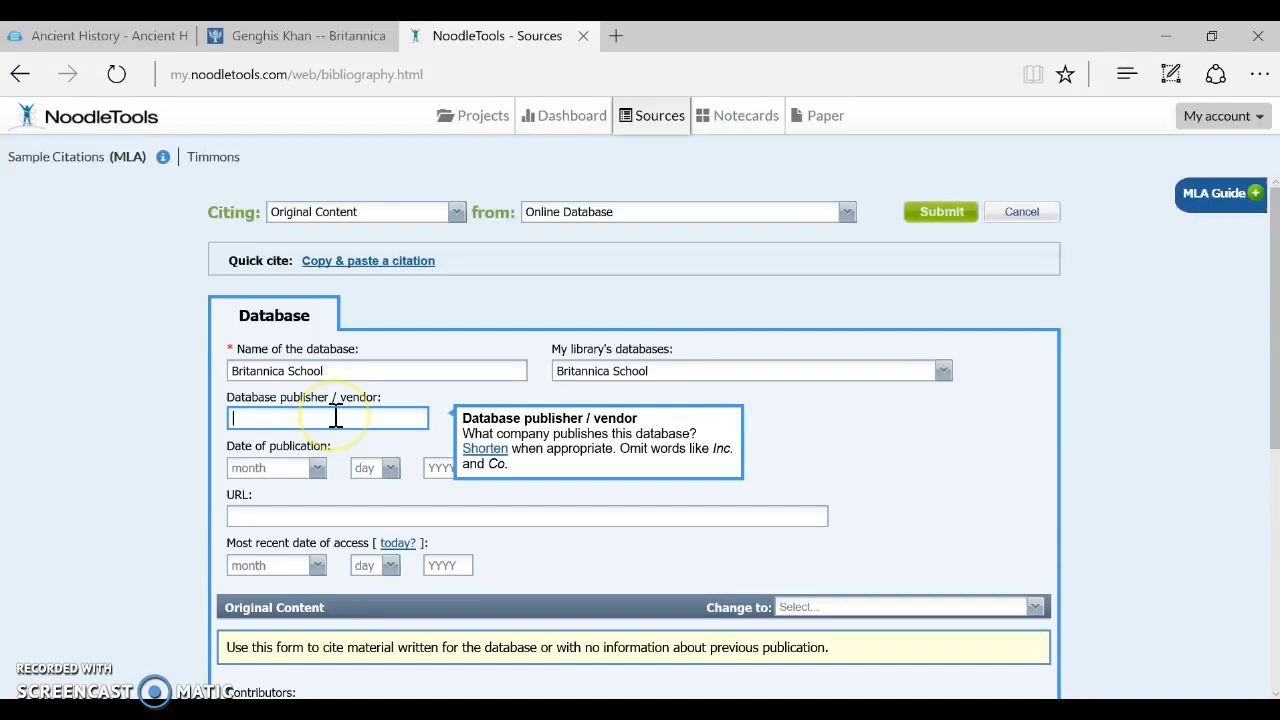 Ancient History - Ancient H
Genghis Khan -- Britannica
NoodleTools - Sources
my.noodletools.com/web/bibliography.html
NoodleTools
Projects
Dashboard
Sources
Notecards
Paper
My account
Sample Citations (MLA)
Timmons
MLA Guide
Citing: Original Content from: Online Database
Submit
Cancel
Quick cite: Copy & paste a citation
Database
* Name of the database:
My library's databases:
Britannica School
Britannica School
Database publisher / vendor:
Database publisher / vendor
What company publishes this database?
Shorten when appropriate. Omit words like Inc.
and Co.
Date of publication:
month day YYYY
URL:
Most recent date of access [ today? ]:
month day YYYY
Original Content
Change to: Select...
Use this form to cite material written for the database or with no information about previous publication.
Contributors:
RECORDED WITH
SCREENCAST MATIC